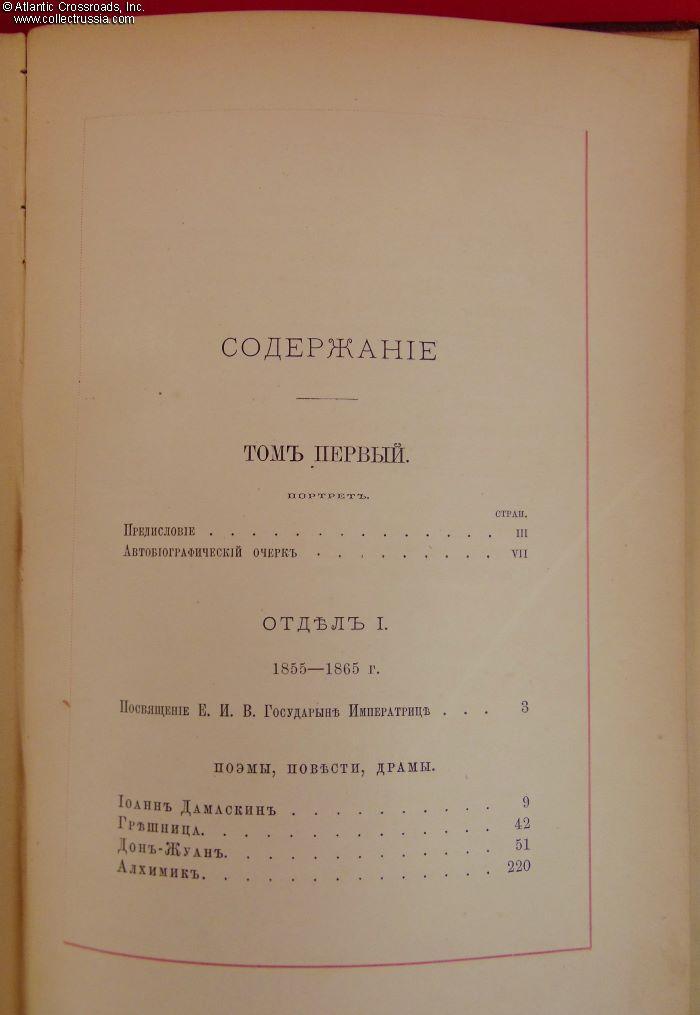 © Atlantic Crossroads, Inc.
www.collectrussia.com
СОДЕРЖАНІЕ
ТОМЪ ПЕРВЫЙ.
ПОРТРЕТЪ.
СТРАН.
Предисловіе . . . . . . . . . . . . . . . III
Автобіографическій очеркъ . . . . . . . . . VII
ОТДѢЛЪ I.
1855—1865 г.
Посвященіе Е. И. В. Государынѣ Императрицѣ . . . 3
ПОЭМЫ, ПОВѢСТИ, ДРАМЫ.
Іоаннъ Дамаскинъ . . . . . . . . . . 9
Грѣшница. . . . . . . . . . . . . 42
Донъ-Жуанъ. . . . . . . . . . . . 51
Алхимикъ. . . . . . . . . . . . . 220